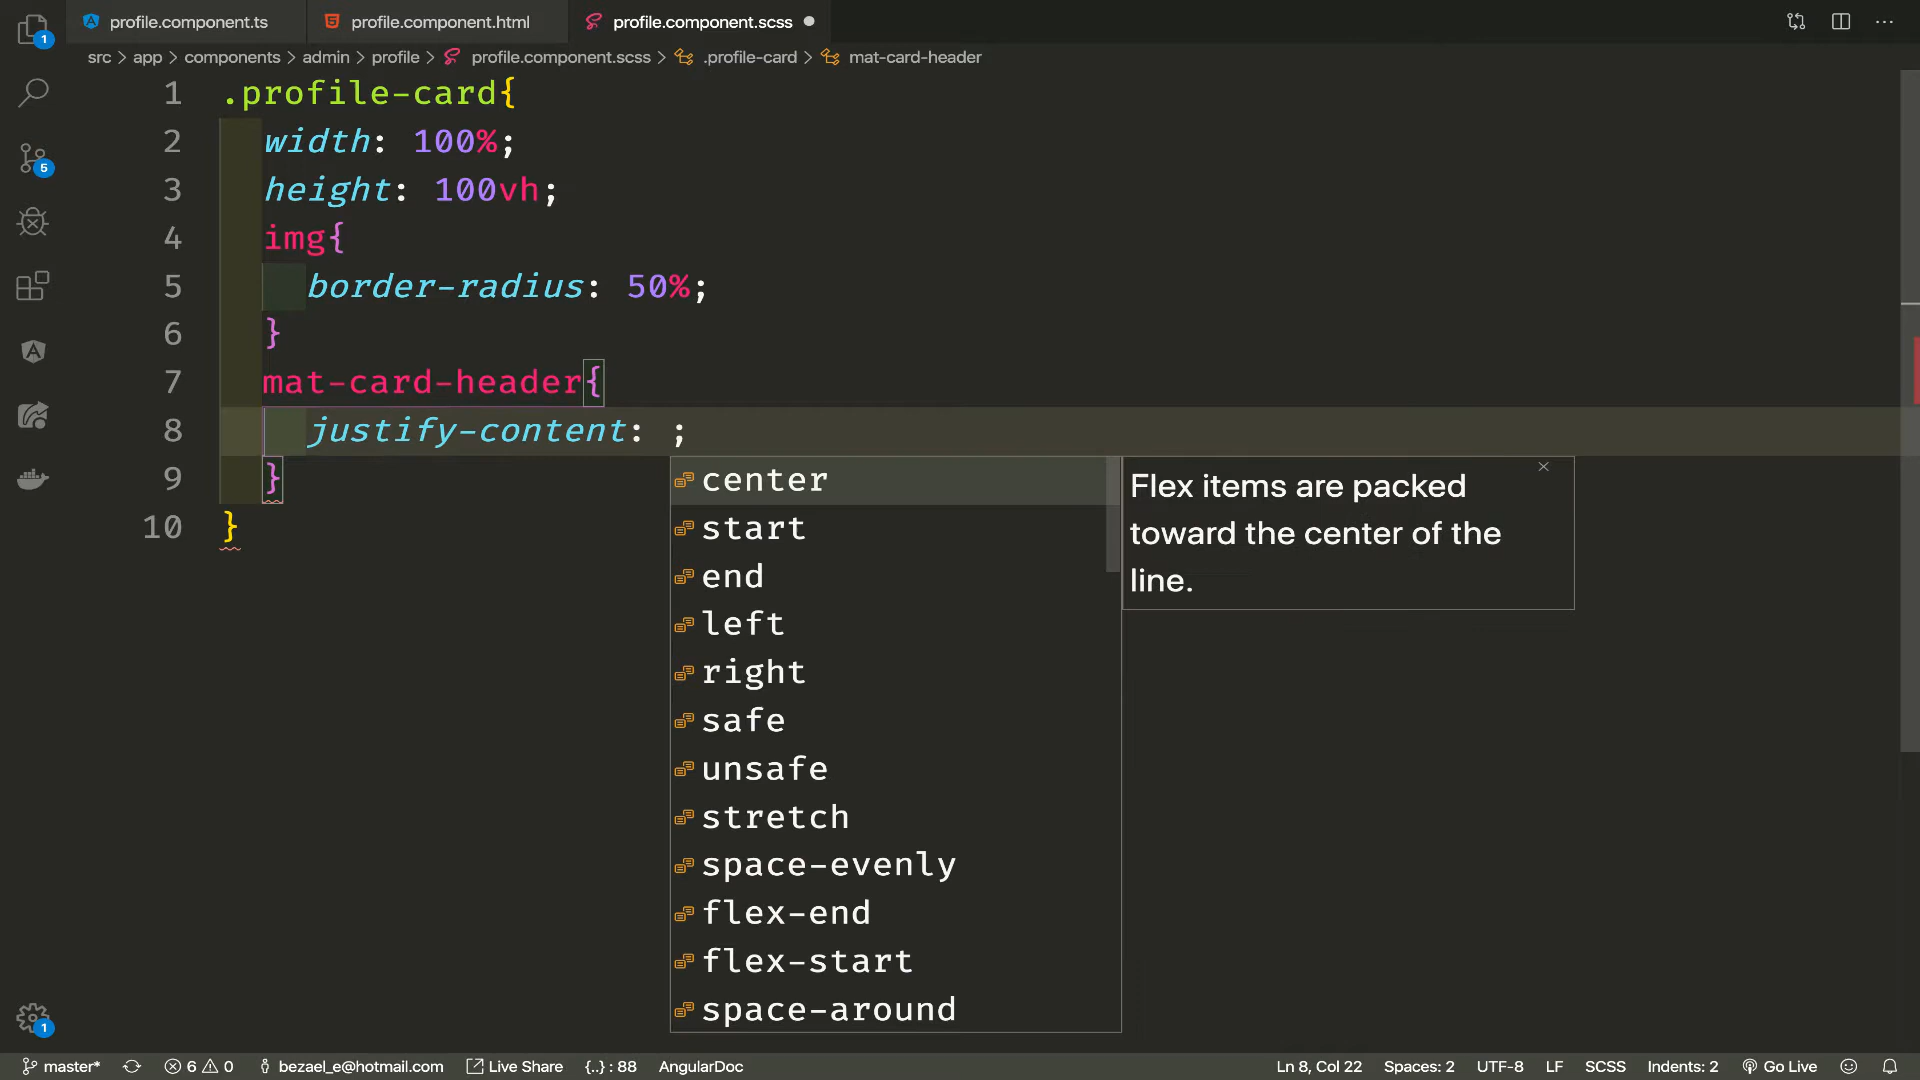 profile.component.ts
profile.component.html
profile.component.scss
src > app > components > admin > profile > profile.component.scss > .profile-card > mat-card-header
1 .profile-card{
2 width: 100%;
3 height: 100vh;
4 img{
5 border-radius: 50%;
6 }
7 mat-card-header{
8 justify-content: ;
9 }
10 }
center
start
end
left
right
safe
unsafe
stretch
space-evenly
flex-end
flex-start
space-around
Flex items are packed
toward the center of the
line.
1
5
1
master* 6 0 bezael_e@hotmail.com Live Share {..} : 88 AngularDoc Ln 8, Col 22 Spaces: 2 UTF-8 LF SCSS Indents: 2 Go Live